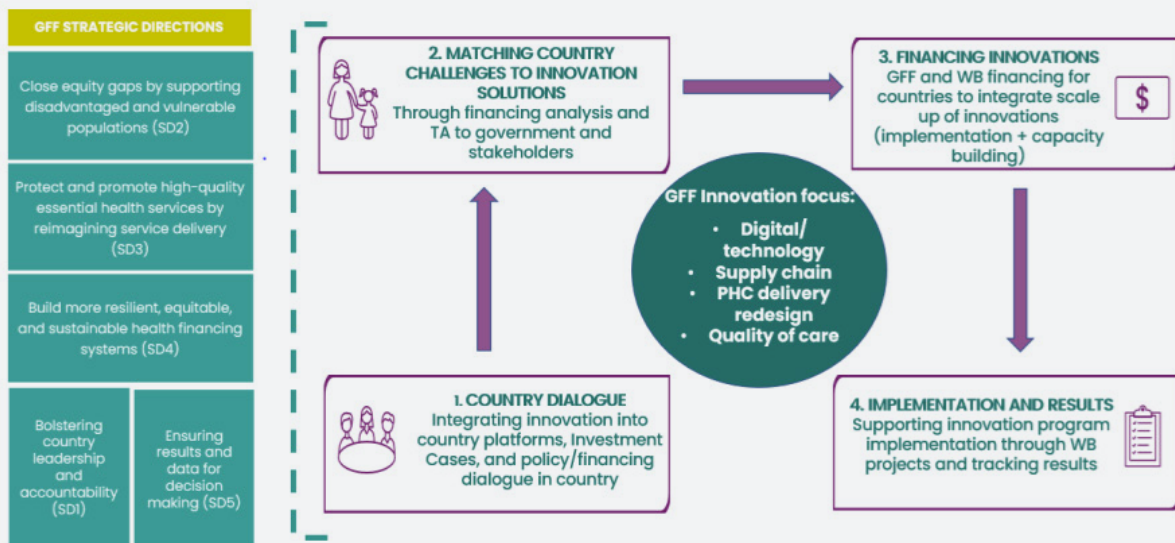 GFF STRATEGIC DIRECTIONS
Close equity gaps by supporting
disadvantaged and vulnerable
populations (SD2)
Protect and promote high-quality
essential health services by
reimagining service delivery
(SD3)
Build more resilient, equitable,
and sustainable health financing
systems (SD4)
Bolstering
country
leadership
and
accountability
(SD1)
Ensuring
results and
data for
decision
making (SD5)
2. MATCHING COUNTRY
CHALLENGES TO INNOVATION
SOLUTIONS
Through financing analysis and
TA to government and
stakeholders
3. FINANCING INNOVATIONS
GFF and WB financing for
countries to integrate scale
up of innovations
(implementation + capacity
building)
$
GFF Innovation focus:
• Digital/
technology
• Supply chain
• PHC delivery
redesign
• Quality of care
1. COUNTRY DIALOGUE
Integrating innovation into
country platforms, Investment
Cases, and policy/financing
dialogue in country
4. IMPLEMENTATION AND RESULTS
Supporting innovation program
implementation through WB
projects and tracking results